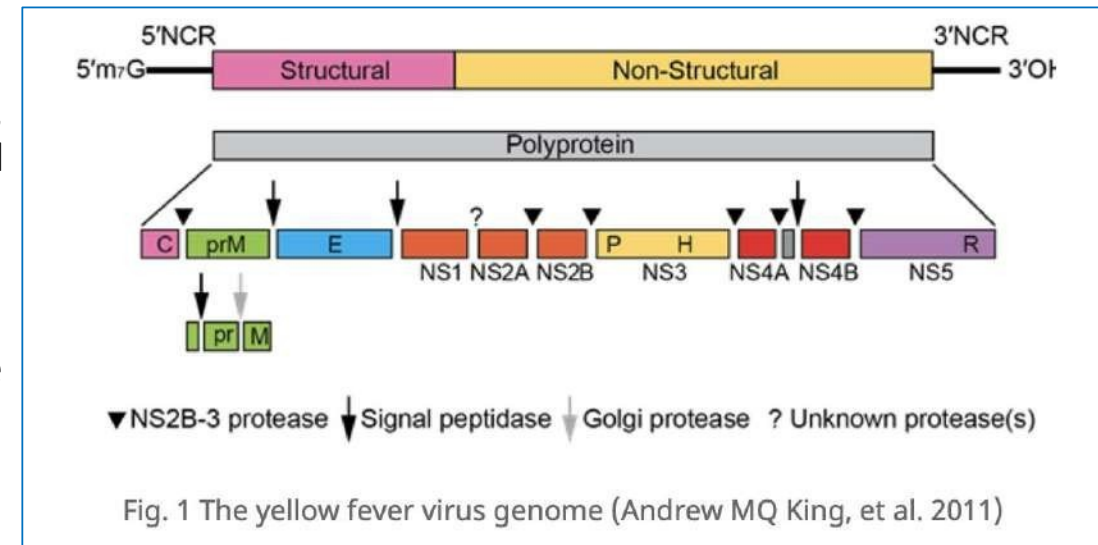 5'NCR 3'NCR
5'm₇G Structural Non-Structural 3'OH
Polyprotein
?
C prM E P H R
NS1 NS2A NS2B NS3 NS4A NS4B NS5
pr M
NS2B-3 protease Signal peptidase Golgi protease ? Unknown protease(s)
Fig. 1 The yellow fever virus genome (Andrew MQ King, et al. 2011)